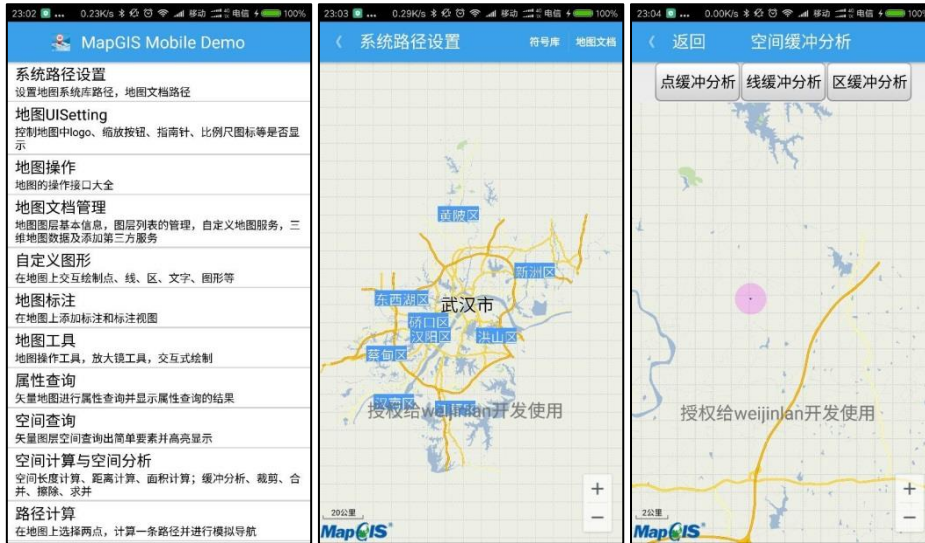 23:02 ... 0.23K/s 移动 电信 100%
MapGIS Mobile Demo
系统路径设置
设置地图系统库路径，地图文档路径
地图UISetting
控制地图中logo、缩放按钮、指南针、比例尺图标等是否显
示
地图操作
地图的操作接口大全
地图文档管理
地图图层基本信息，图层列表的管理，自定义地图服务，三
维地图数据及添加第三方服务
自定义图形
在地图上交互绘制点、线、区、文字、图形等
地图标注
在地图上添加标注和标注视图
地图工具
地图操作工具，放大镜工具，交互式绘制
属性查询
矢量地图进行属性查询并显示属性查询的结果
空间查询
矢量图层空间查询出简单要素并高亮显示
空间计算与空间分析
空间长度计算、距离计算、面积计算；缓冲分析、裁剪、合
并、擦除、求并
路径计算
在地图上选择两点，计算一条路径并进行模拟导航
23:03 ... 0.29K/s 移动 电信 100%
系统路径设置 符号库 地图文档
黄陂区
新洲区
东西湖区
武汉市
硚口区
汉阳区 洪山区
蔡甸区
授权给weijinlan开发使用
20公里
MapGIS
23:04 ... 0.00K/s 移动 电信 100%
返回 空间缓冲分析
点缓冲分析 线缓冲分析 区缓冲分析
授权给weijinlan开发使用
2公里
MapGIS